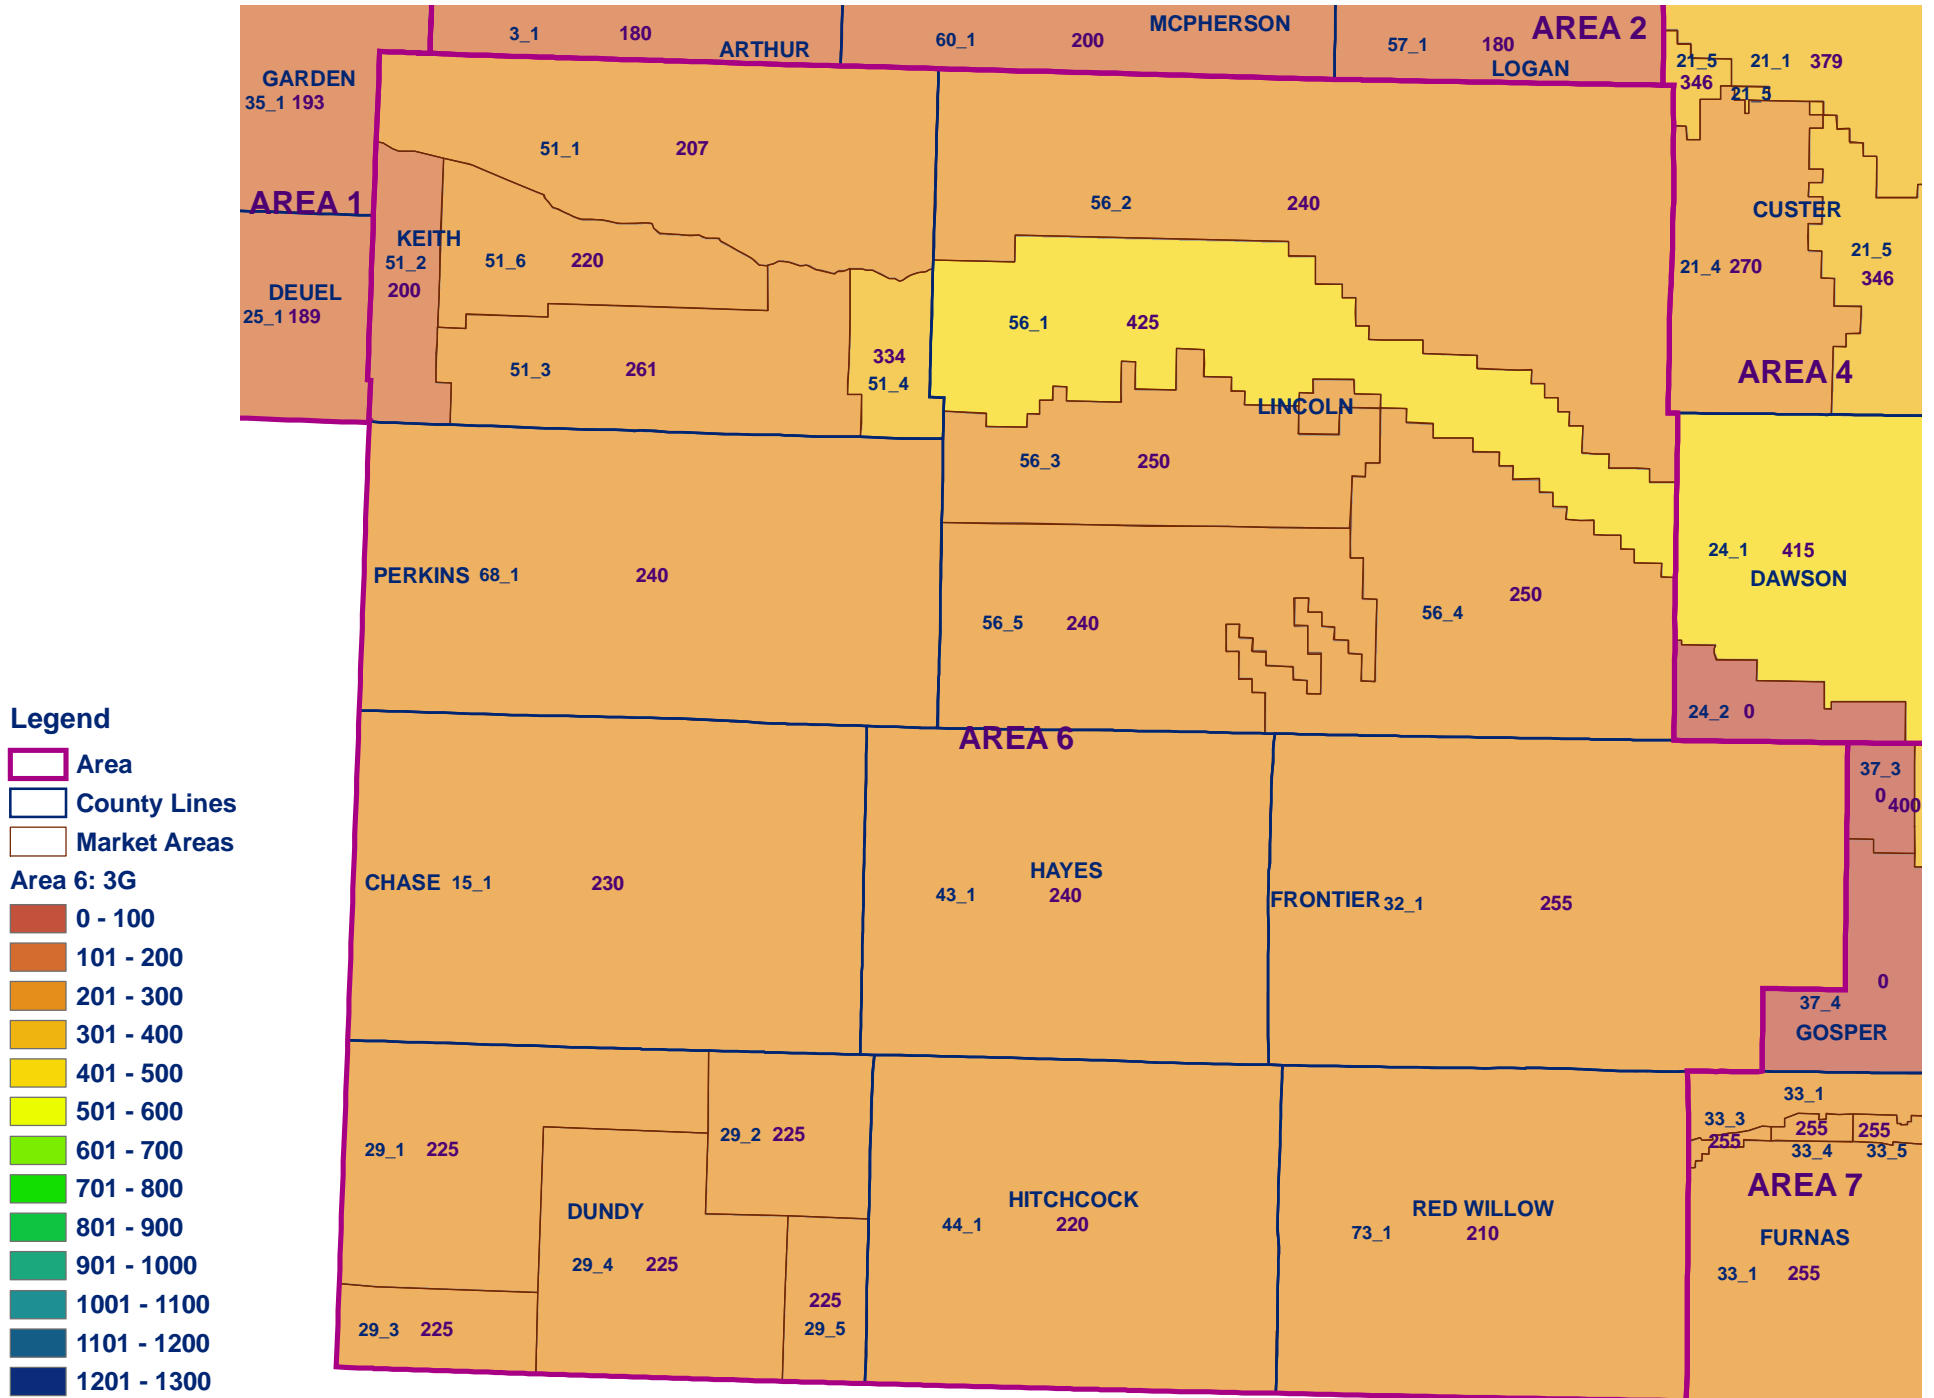 3_1 180 ARTHUR
60_1 200 MCPHERSON
57_1 180 AREA 2
LOGAN
21_5 21_1 379
346 21_5
GARDEN
35_1 193
51_1 207
56_2 240
CUSTER
21_4 270
21_5
346
AREA 1
KEITH
51_2
200
51_6 220
DEUEL
25_1 189
56_1 425
51_3 261
334
51_4
AREA 4
LINCOLN
56_3 250
24_1 415
DAWSON
PERKINS 68_1 240
56_5 240
56_4 250
24_2 0
AREA 6
37_3
0 400
CHASE 15_1 230
HAYES
43_1 240
FRONTIER 32_1 255
0
37_4
GOSPER
33_1
33_3
255 255 255
33_4 33_5
29_1 225
29_2 225
DUNDY
29_4 225
29_3 225
225
29_5
HITCHCOCK
44_1 220
RED WILLOW
73_1 210
AREA 7
FURNAS
33_1 255
Legend
Area
County Lines
Market Areas
Area 6: 3G
0 - 100
101 - 200
201 - 300
301 - 400
401 - 500
501 - 600
601 - 700
701 - 800
801 - 900
901 - 1000
1001 - 1100
1101 - 1200
1201 - 1300